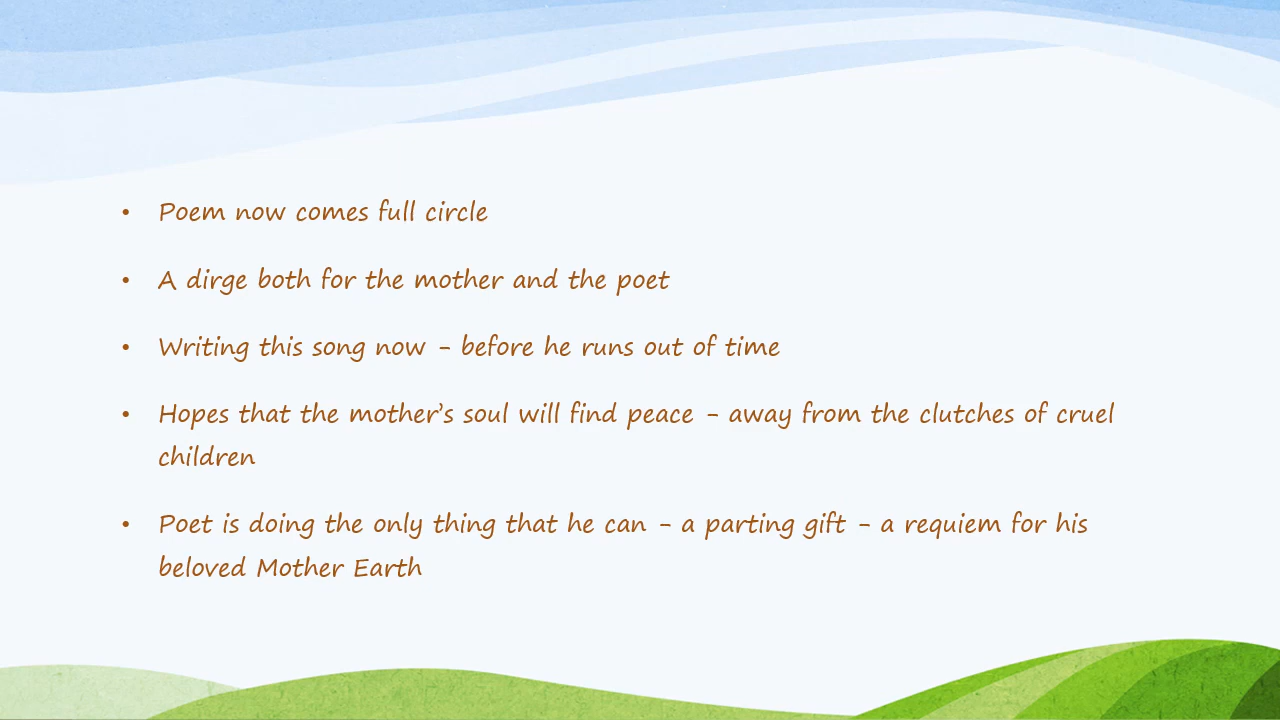 • Poem now comes full circle
• A dirge both for the mother and the poet
• Writing this song now – before he runs out of time
• Hopes that the mother’s soul will find peace – away from the clutches of cruel
children
• Poet is doing the only thing that he can – a parting gift – a requiem for his
beloved Mother Earth